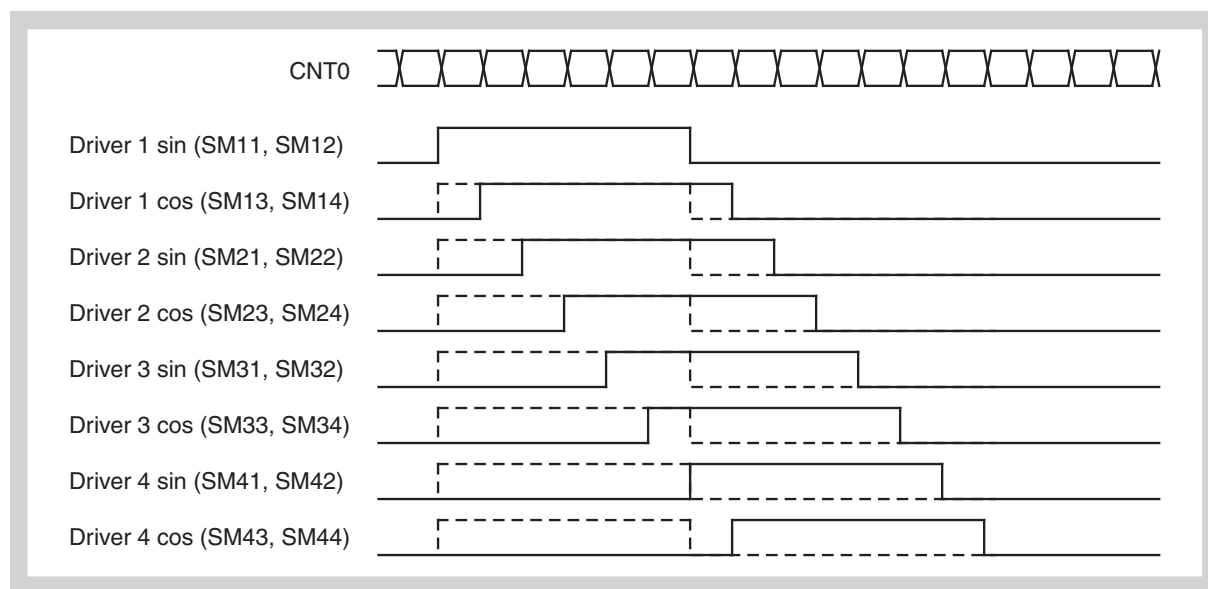 CNT0
Driver 1 sin (SM11, SM12)
Driver 1 cos (SM13, SM14)
Driver 2 sin (SM21, SM22)
Driver 2 cos (SM23, SM24)
Driver 3 sin (SM31, SM32)
Driver 3 cos (SM33, SM34)
Driver 4 sin (SM41, SM42)
Driver 4 cos (SM43, SM44)